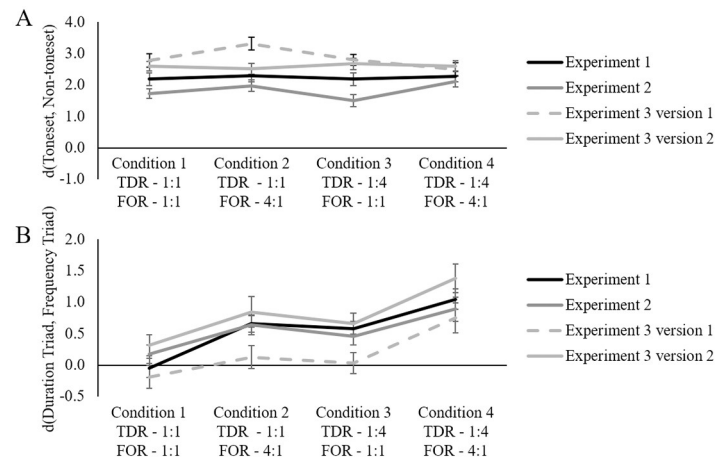 A
d(Toneset, Non-toneset)
4.0
3.0
2.0
1.0
0.0
-1.0
Condition 1 Condition 2 Condition 3 Condition 4
TDR - 1:1 TDR - 1:1 TDR - 1:4 TDR - 1:4
FOR - 1:1 FOR - 4:1 FOR - 1:1 FOR - 4:1
Experiment 1
Experiment 2
Experiment 3 version 1
Experiment 3 version 2
B
d(Duration Triad, Frequency Triad)
2.0
1.5
1.0
0.5
0.0
-0.5
Condition 1 Condition 2 Condition 3 Condition 4
TDR - 1:1 TDR - 1:1 TDR - 1:4 TDR - 1:4
FOR - 1:1 FOR - 4:1 FOR - 1:1 FOR - 4:1
Experiment 1
Experiment 2
Experiment 3 version 1
Experiment 3 version 2